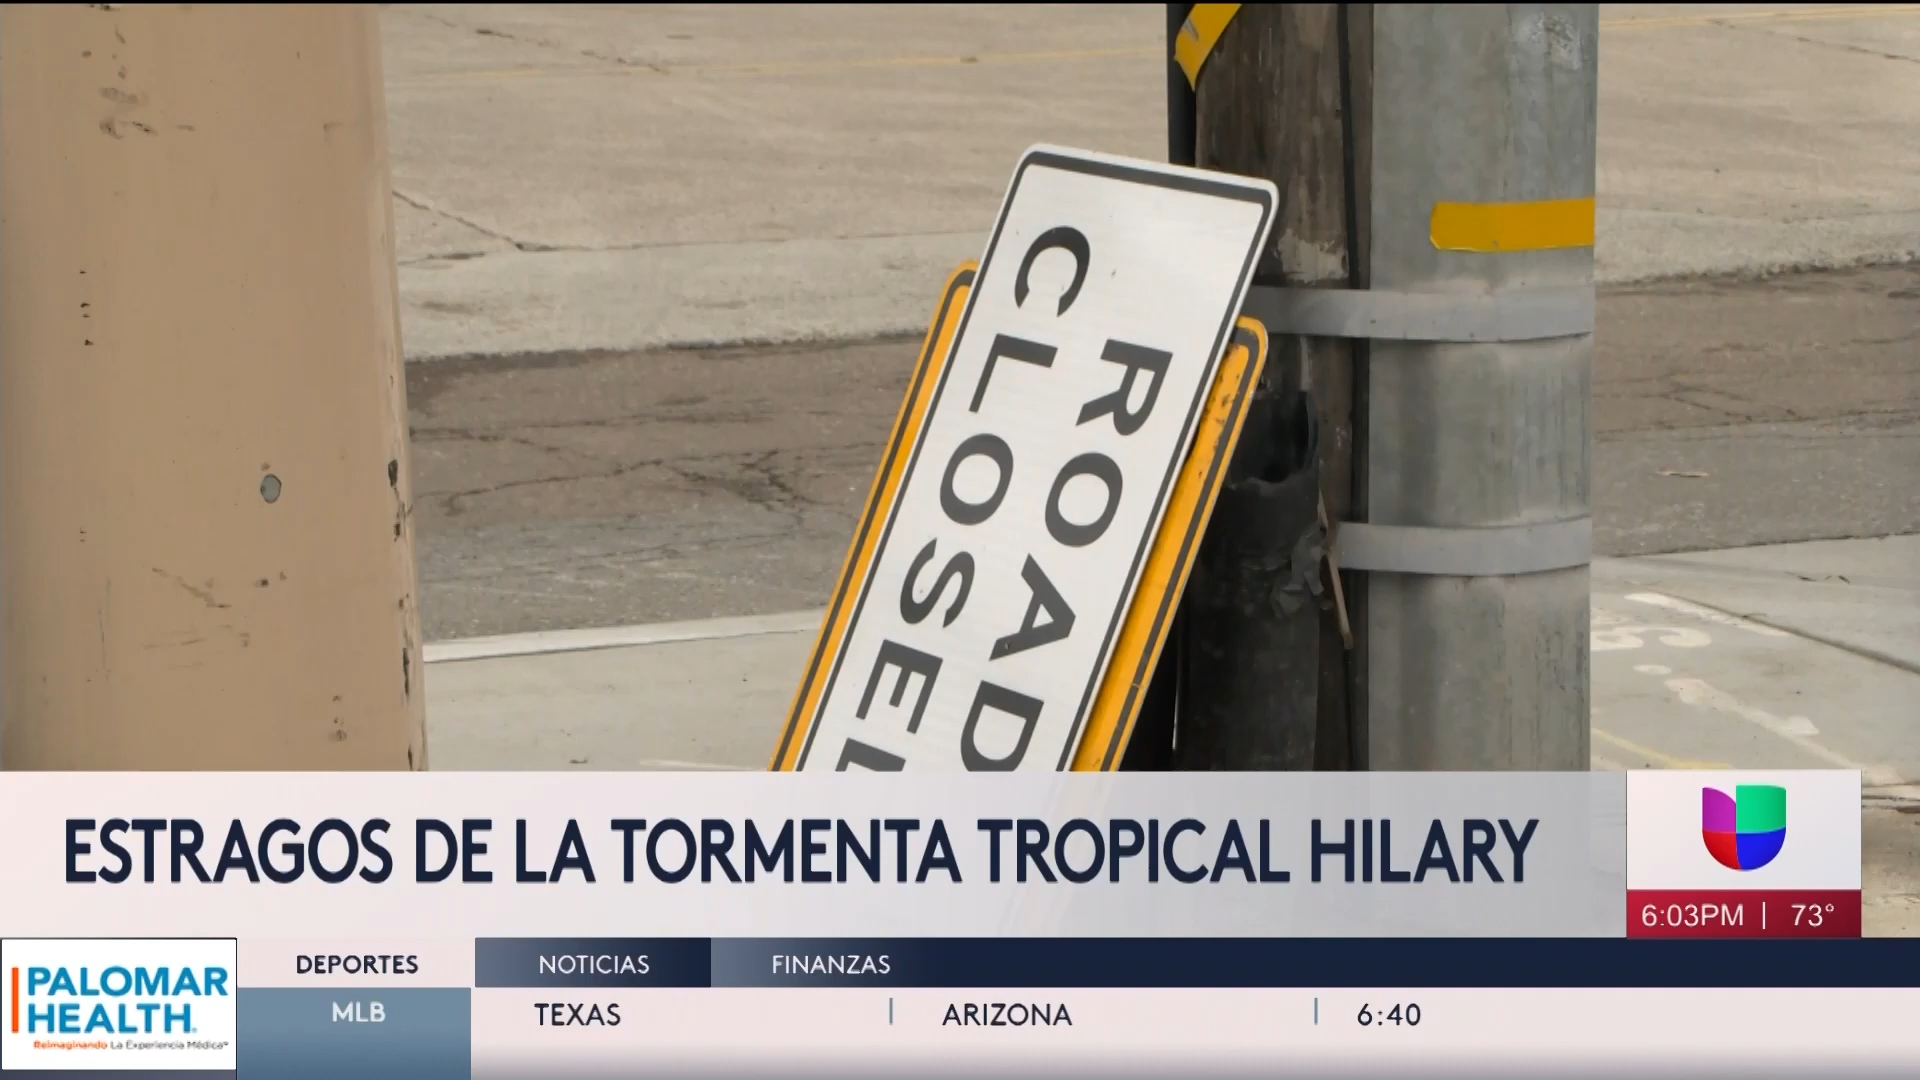 ROAD
CLOSED
ESTRAGOS DE LA TORMENTA TROPICAL HILARY
6:03PM | 73°
PALOMAR
HEALTH
Reimaginando La Experiencia Médica
DEPORTES
NOTICIAS
FINANZAS
MLB
TEXAS
ARIZONA
6:40